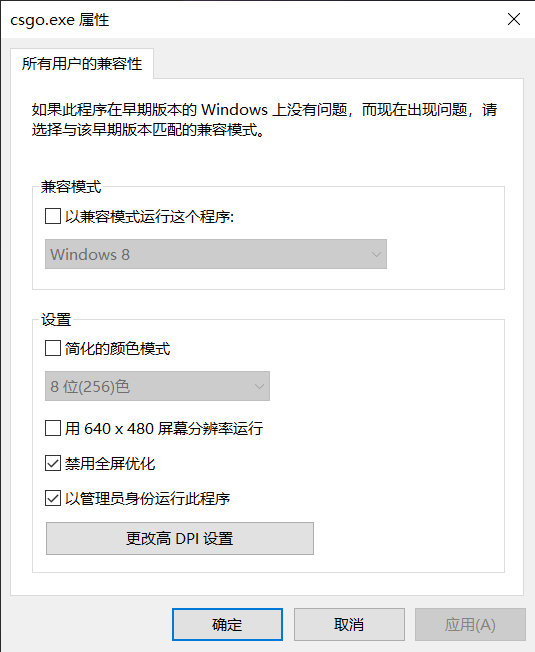 csgo.exe 属性
所有用户的兼容性
如果此程序在早期版本的 Windows 上没有问题，而现在出现问题，请
选择与该早期版本匹配的兼容模式。
兼容模式
以兼容模式运行这个程序:
Windows 8
设置
简化的颜色模式
8 位(256)色
用 640 x 480 屏幕分辨率运行
禁用全屏优化
以管理员身份运行此程序
更改高 DPI 设置
确定
取消
应用(A)